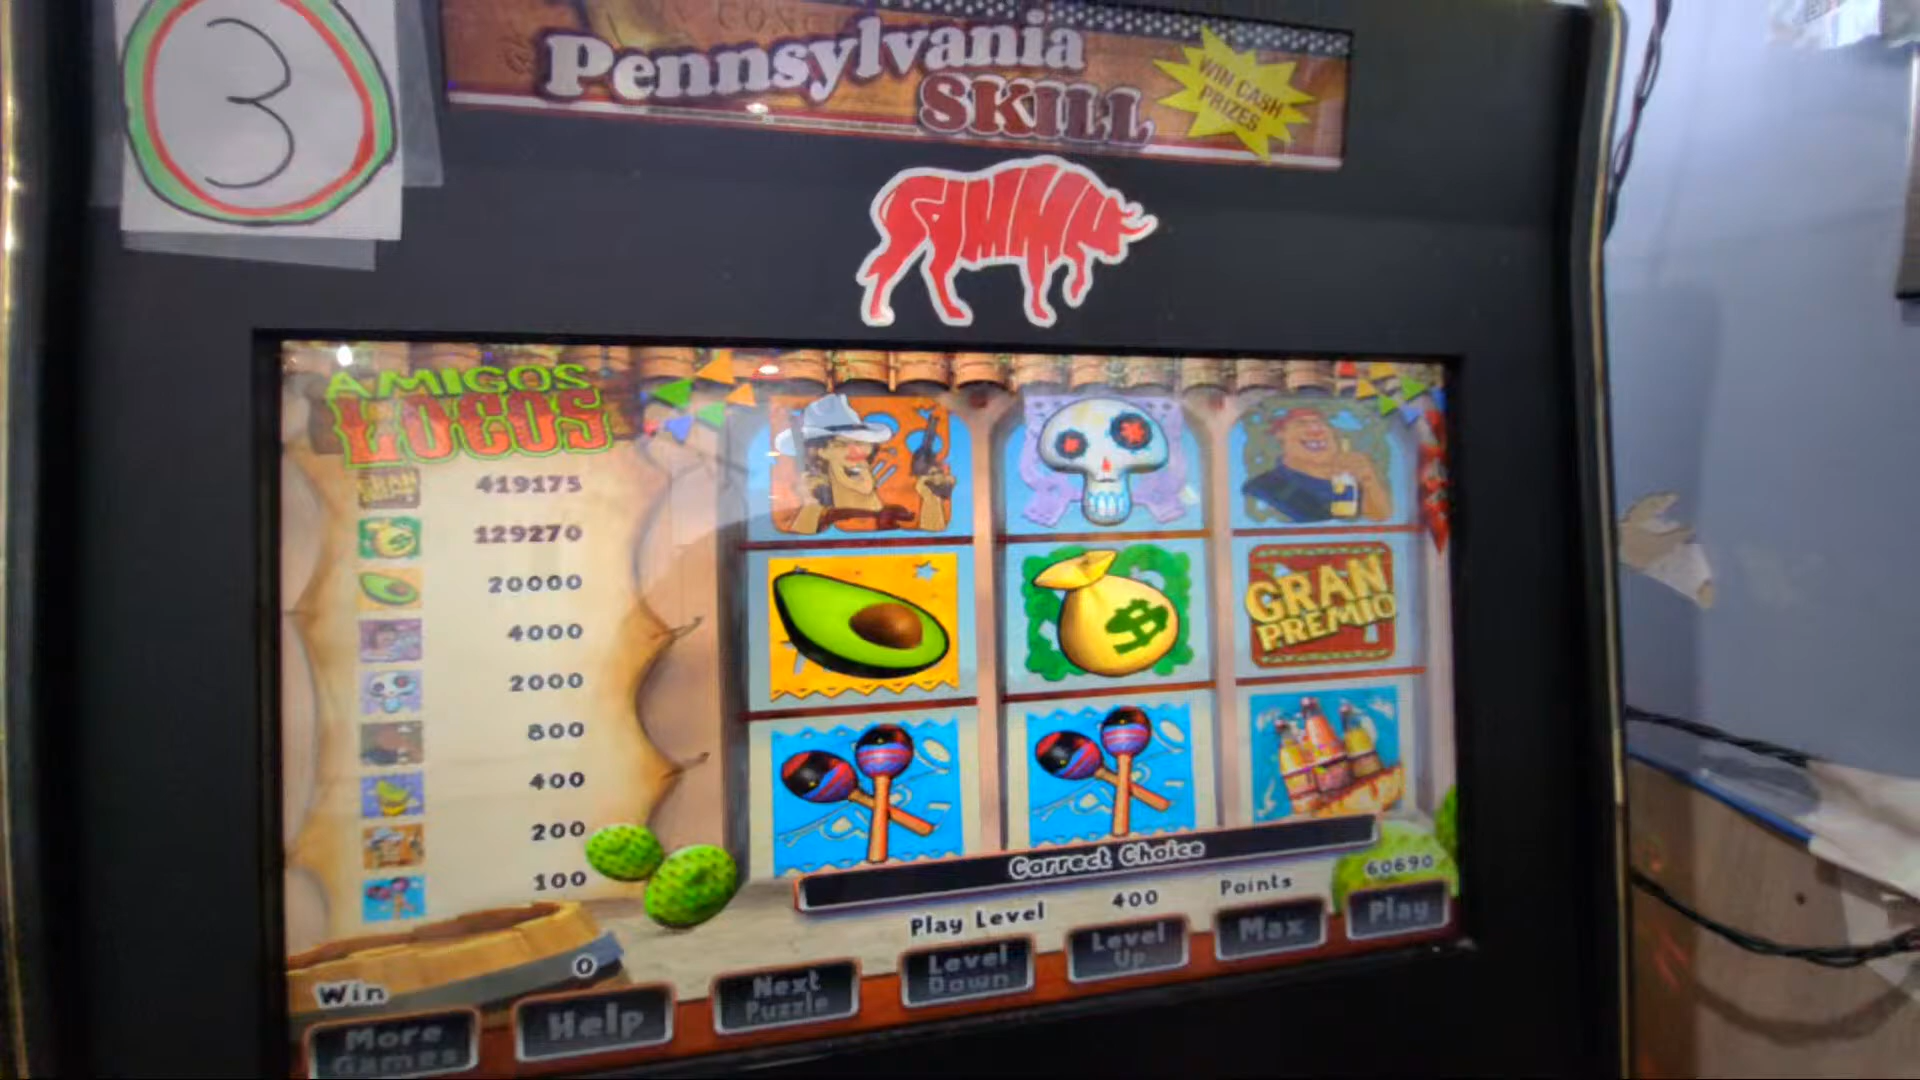 3
Pennsylvania
SKILL
WIN CASH
PRIZES
AMIGOS
LOCOS
419175
129270
20000
4000
2000
800
400
200
100
$
GRAN
PREMIO
Correct Choice
Play Level
400
Points
60690
Win
0
More
Games
Help
Next
Puzzle
Level
Down
Level
Up
Max
Play